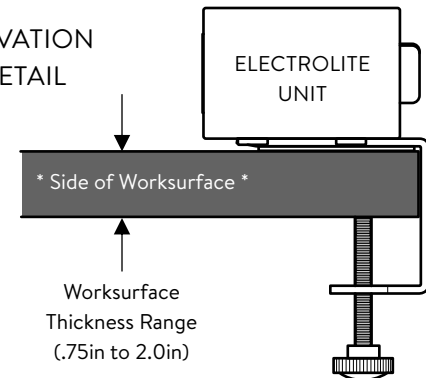 VATION
ETAIL
ELECTROLITE
UNIT
* Side of Worksurface *
Worksurface
Thickness Range
(.75in to 2.0in)